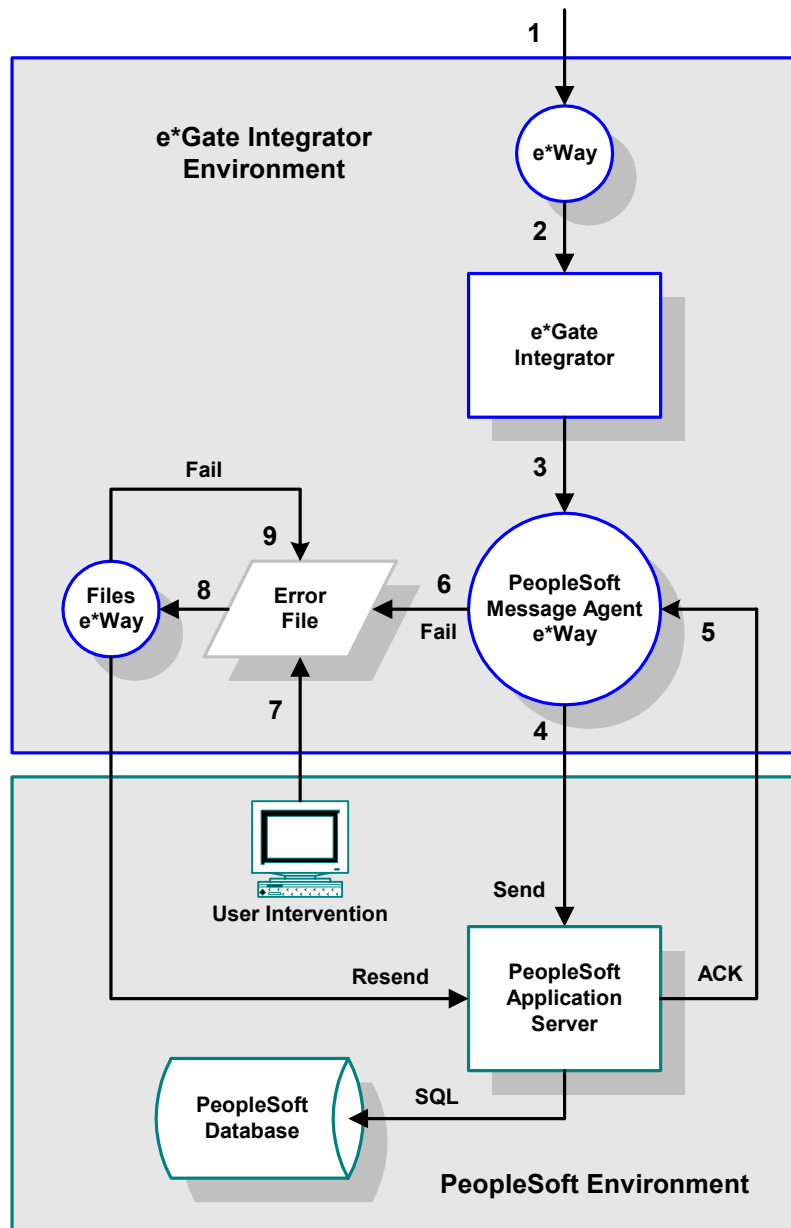 1
e*Gate Integrator
Environment
e*Way
2
e*Gate
Integrator
3
Fail
9
Files
e*Way
8
Error
File
6
Fail
PeopleSoft
Message Agent
e*Way
5
7
4
User Intervention
Send
Resend
PeopleSoft
Application
Server
ACK
SQL
PeopleSoft
Database
PeopleSoft Environment